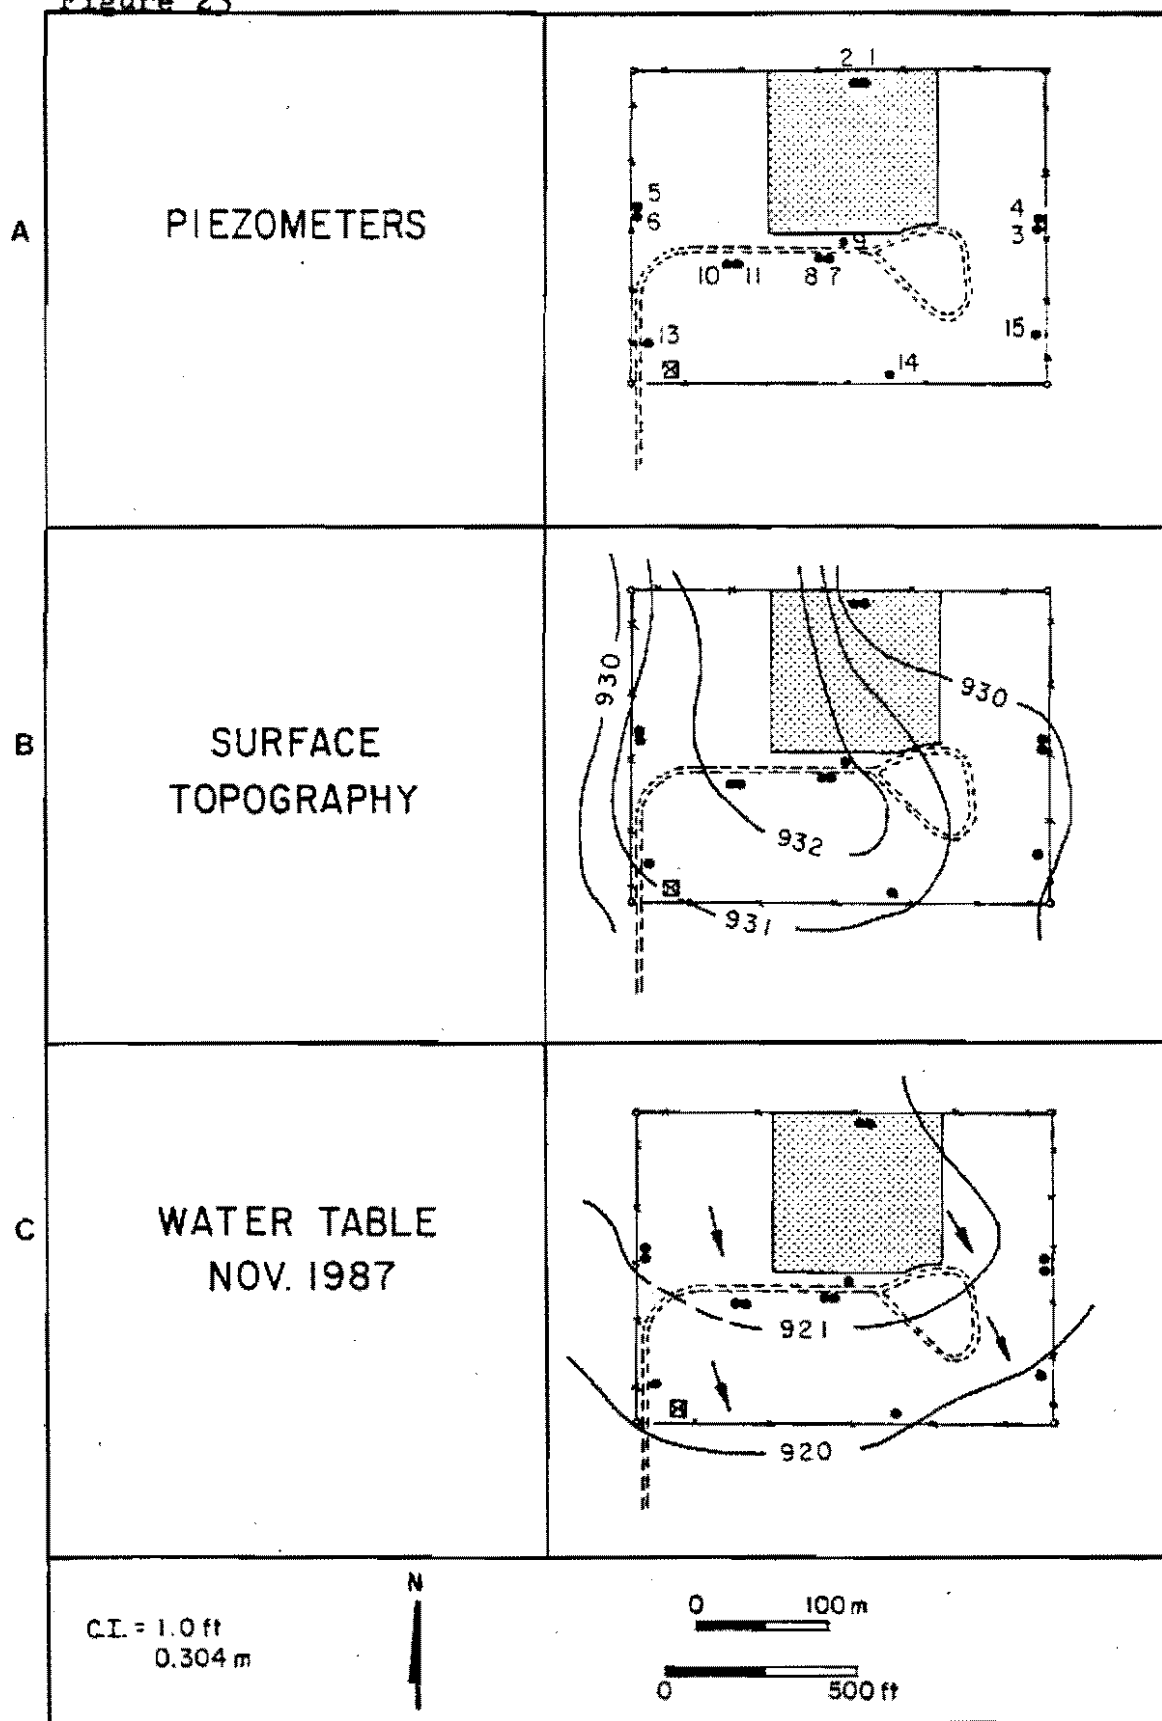 Figure 23
A
PIEZOMETERS
2 1
5
6
4
3
9
10 11
8 7
13
15
14
B
SURFACE
TOPOGRAPHY
930
930
932
931
C
WATER TABLE
NOV. 1987
921
920
C.I. = 1.0 ft
0.304 m
N
0 100 m
0 500 ft